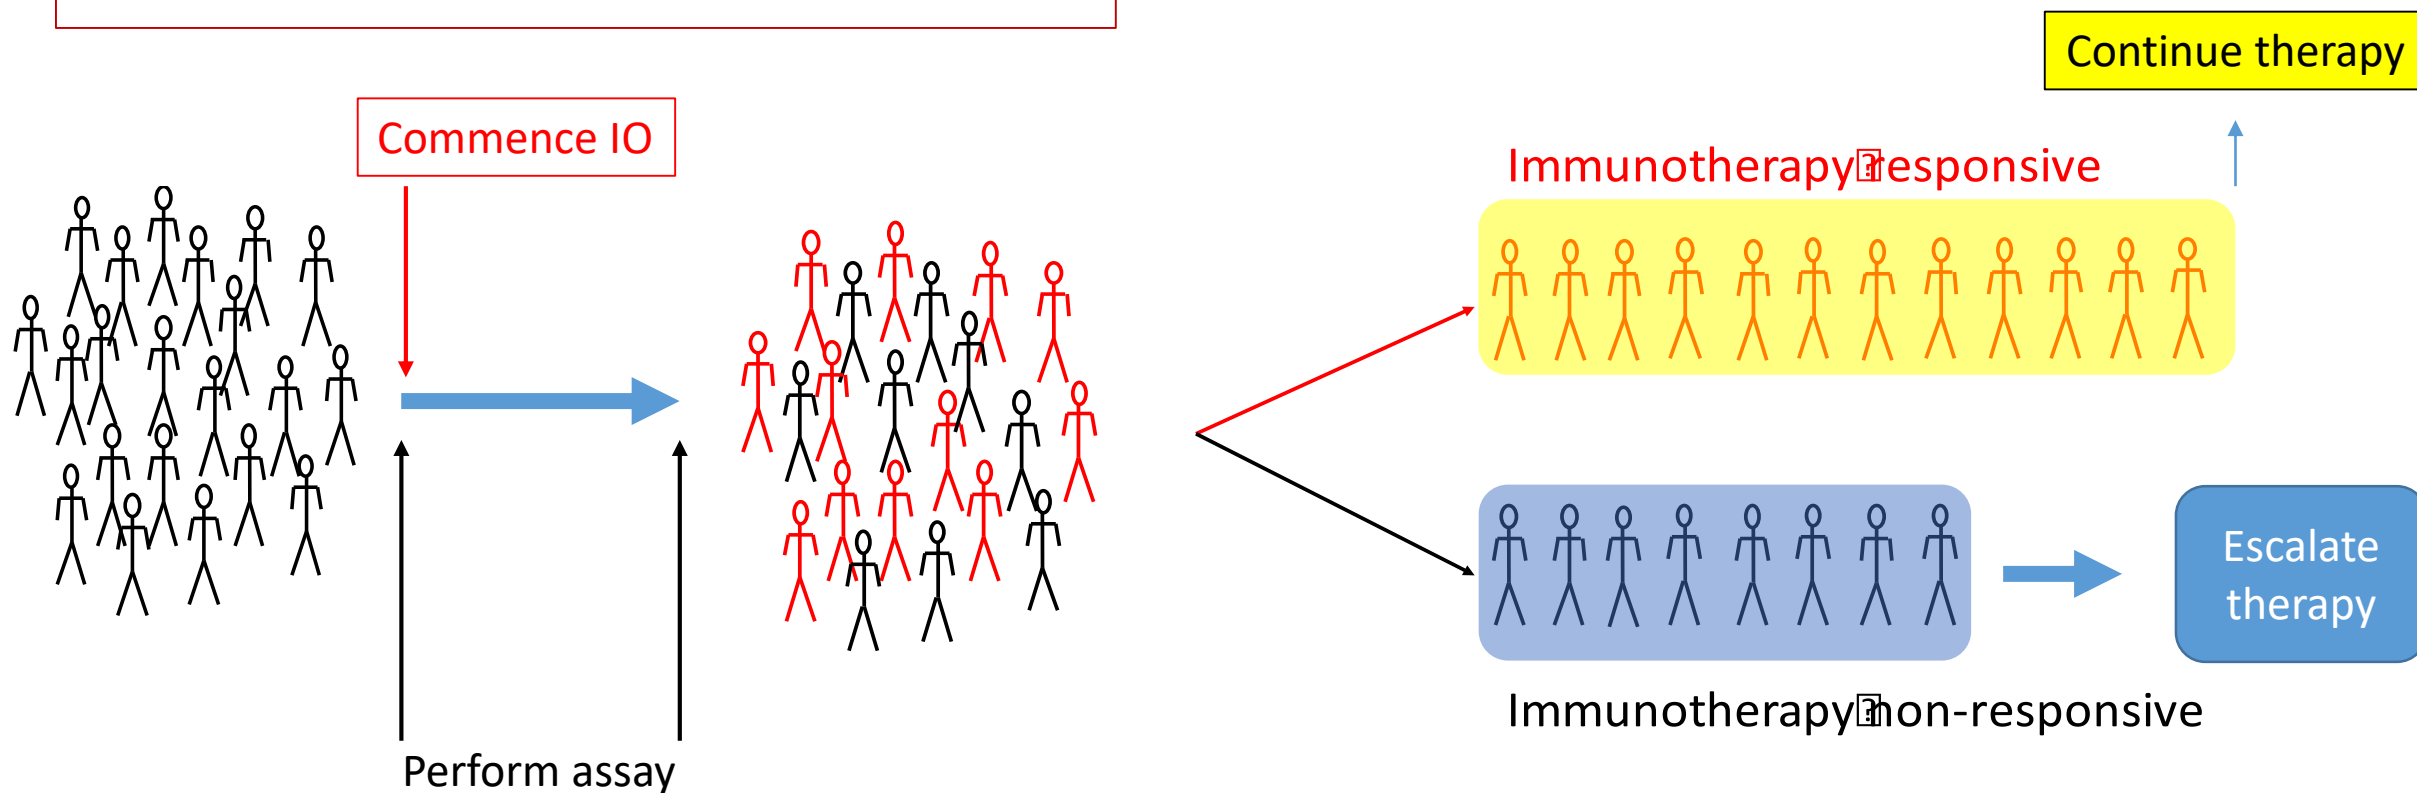 Continue therapy
Commence IO
Immunotherapy responsive
Escalate
therapy
Immunotherapy non-responsive
Perform assay